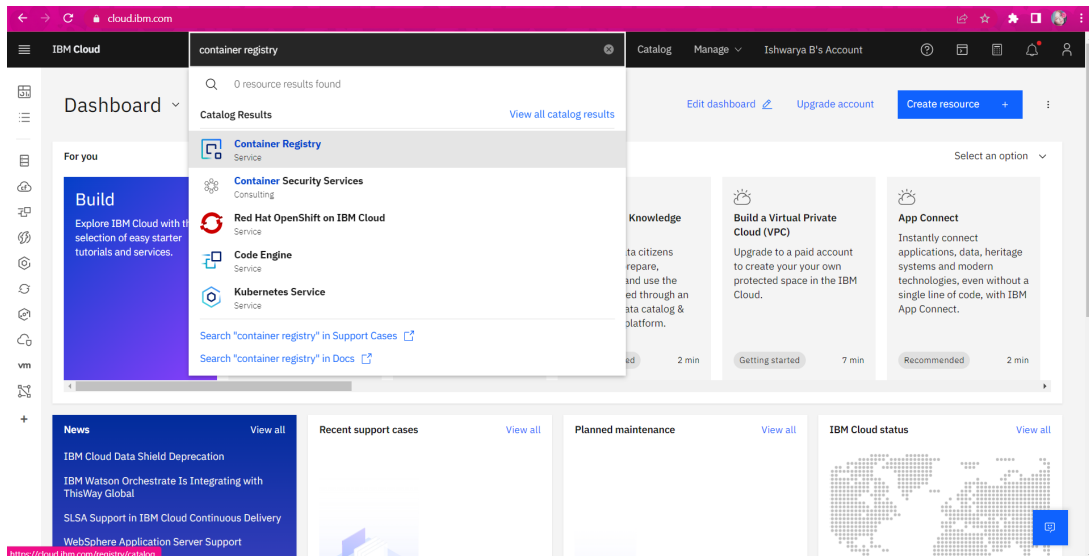 cloud.ibm.com
IBM Cloud
container registry
Catalog
Manage
Ishwarya B's Account
0 resource results found
Catalog Results
View all catalog results
Container Registry
Service
Container Security Services
Consulting
Red Hat OpenShift on IBM Cloud
Service
Code Engine
Service
Kubernetes Service
Service
Search "container registry" in Support Cases
Search "container registry" in Docs
Dashboard
Edit dashboard
Upgrade account
Create resource +
For you
Select an option
Build
Explore IBM Cloud with th
selection of easy starter
tutorials and services.
Knowledge
ta citizens
repare,
and use the
ed through an
ata catalog &
platform.
ed
2 min
Build a Virtual Private
Cloud (VPC)
Upgrade to a paid account
to create your your own
protected space in the IBM
Cloud.
Getting started
7 min
App Connect
Instantly connect
applications, data, heritage
systems and modern
technologies, even without a
single line of code, with IBM
App Connect.
Recommended
2 min
vm
News
View all
IBM Cloud Data Shield Deprecation
IBM Watson Orchestrate Is Integrating with
ThisWay Global
SLSA Support in IBM Cloud Continuous Delivery
WebSphere Application Server Support
Recent support cases
View all
Planned maintenance
View all
IBM Cloud status
View all
https://cloud.ibm.com/registry/catalog